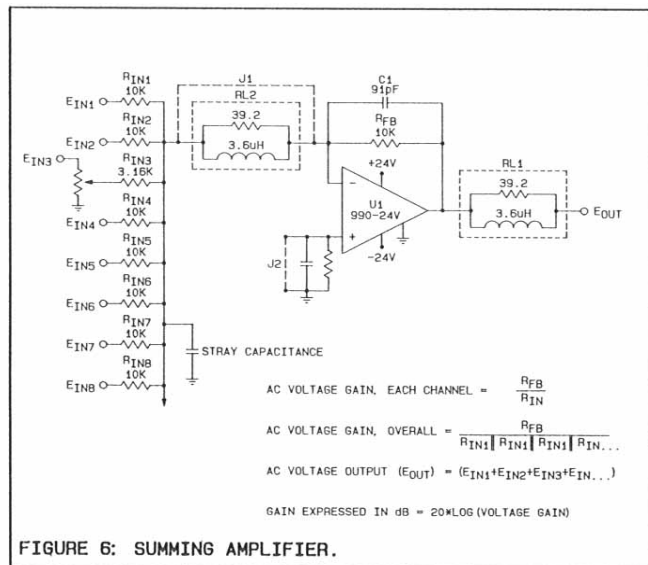 J1
C1
91pF
RL2
39.2
3.6uH
RFB
10K
RIN1
10K
EIN1
RIN2
10K
EIN2
EIN3
RIN3
3.16K
RIN4
10K
EIN4
RIN5
10K
EIN5
RIN6
10K
EIN6
RIN7
10K
EIN7
RIN8
10K
EIN8
+24V
-
U1
990-24V
+
-24V
J2
RL1
39.2
3.6uH
EOUT
STRAY CAPACITANCE
AC VOLTAGE GAIN, EACH CHANNEL = RFB
RIN
AC VOLTAGE GAIN, OVERALL = RFB
RIN1||RIN1||RIN1||RIN...
AC VOLTAGE OUTPUT (EOUT) = (EIN1+EIN2+EIN3+EIN...)
GAIN EXPRESSED IN dB = 20*LOG(VOLTAGE GAIN)
FIGURE 6: SUMMING AMPLIFIER.